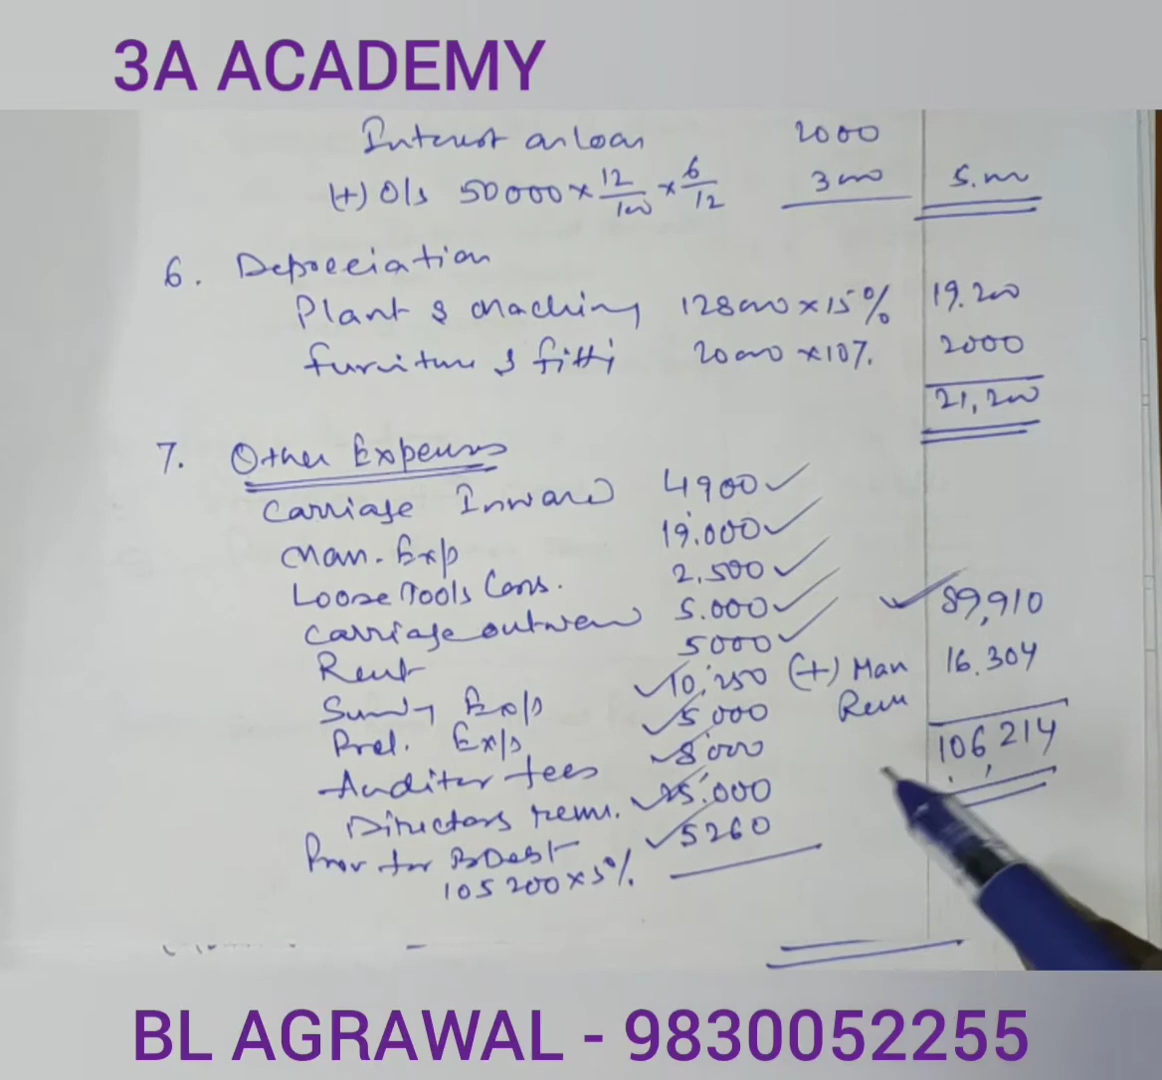 3A ACADEMY
Interest on loan 2000
(+) O/s 50000 × 12/100 × 6/12 3000 5.000
6. Depreciation
Plant & Machiny 128000 × 15% 19.200
furniture & fitti 20000 × 10%. 2000
21,200
7. Other Expenses
Carriage Inward 4900 ✓
Man. Exp 19.000 ✓
Loose Tools Cons. 2,500 ✓
Carriage outward 5.000 ✓ ✓ 89,910
Rent 5000 ✓
Sundry Exp ✓ 10,250 (+) Man Rem 16.304
Prel. Exp ✓ 5,000
106,214
Auditor fees ✓ 8000
Directors remu. ✓ 25,000
Prov for BDebt ✓ 5260
105200 × 5%
BL AGRAWAL - 9830052255